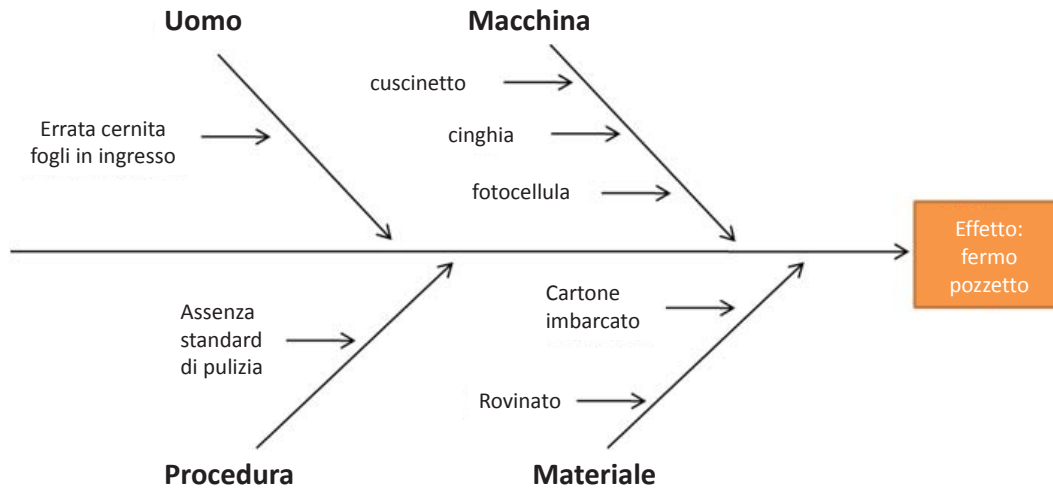 Uomo
Macchina
cuscinetto
Errata cernita
fogli in ingresso
cinghia
fotocellula
Effetto:
fermo
pozzetto
Assenza
standard
di pulizia
Cartone
imbarcato
Rovinato
Procedura
Materiale